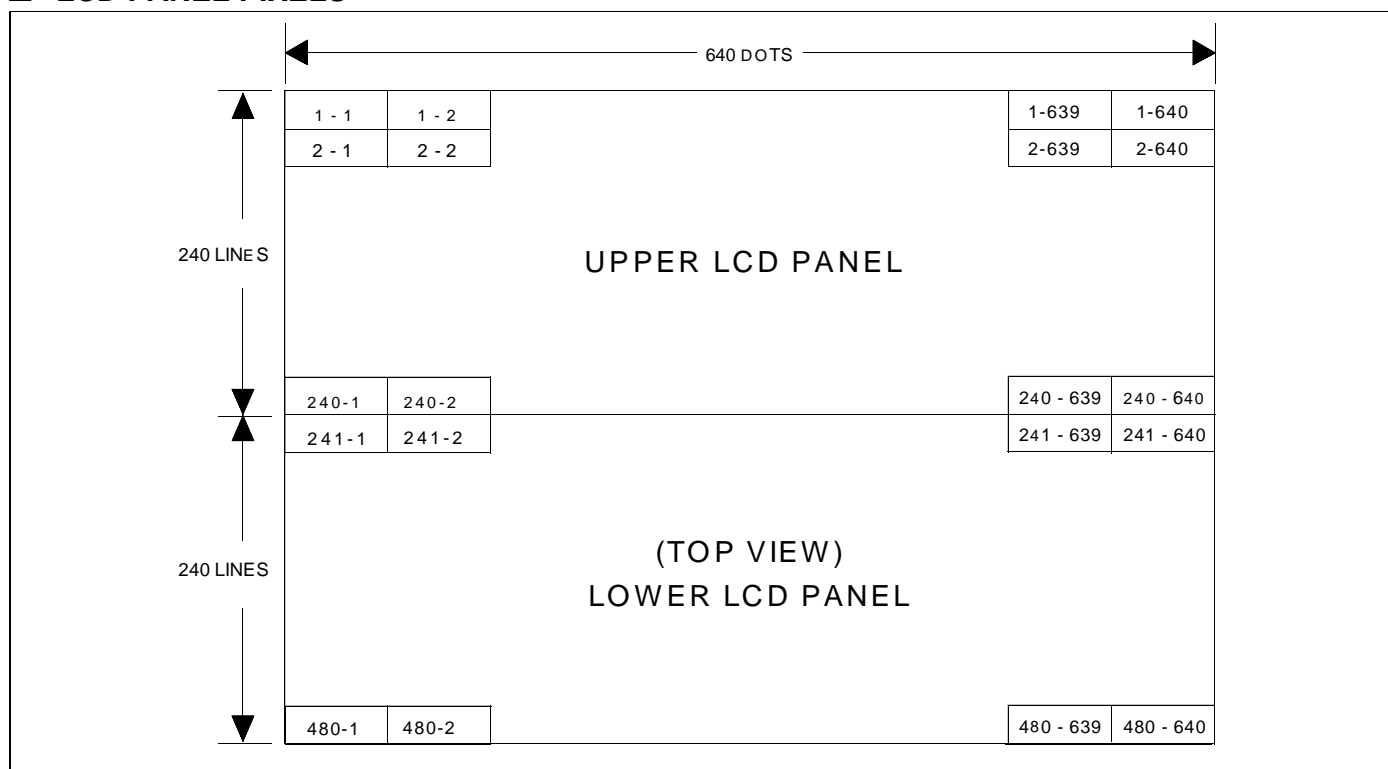 640 DOTS
1 - 1 1 - 2 1-639 1-640
2 - 1 2 - 2 2-639 2-640
240 LINES
UPPER LCD PANEL
240-1 240-2 240 - 639 240 - 640
241-1 241-2 241 - 639 241 - 640
(TOP VIEW)
240 LINES
LOWER LCD PANEL
480-1 480-2 480 - 639 480 - 640